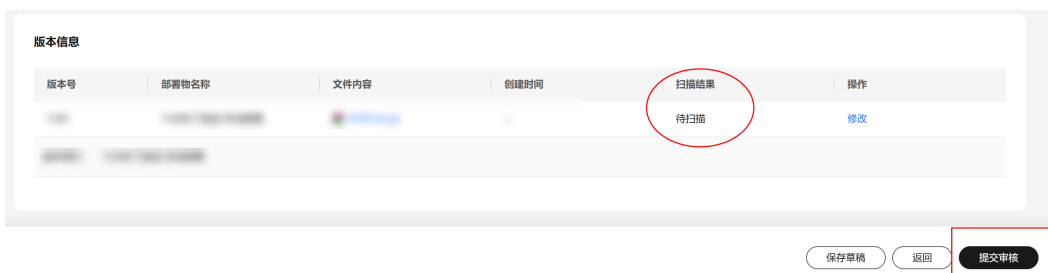 版本信息
版本号 部署物名称 文件内容 创建时间 扫描结果 操作
待扫描 修改
保存草稿 返回 提交审核